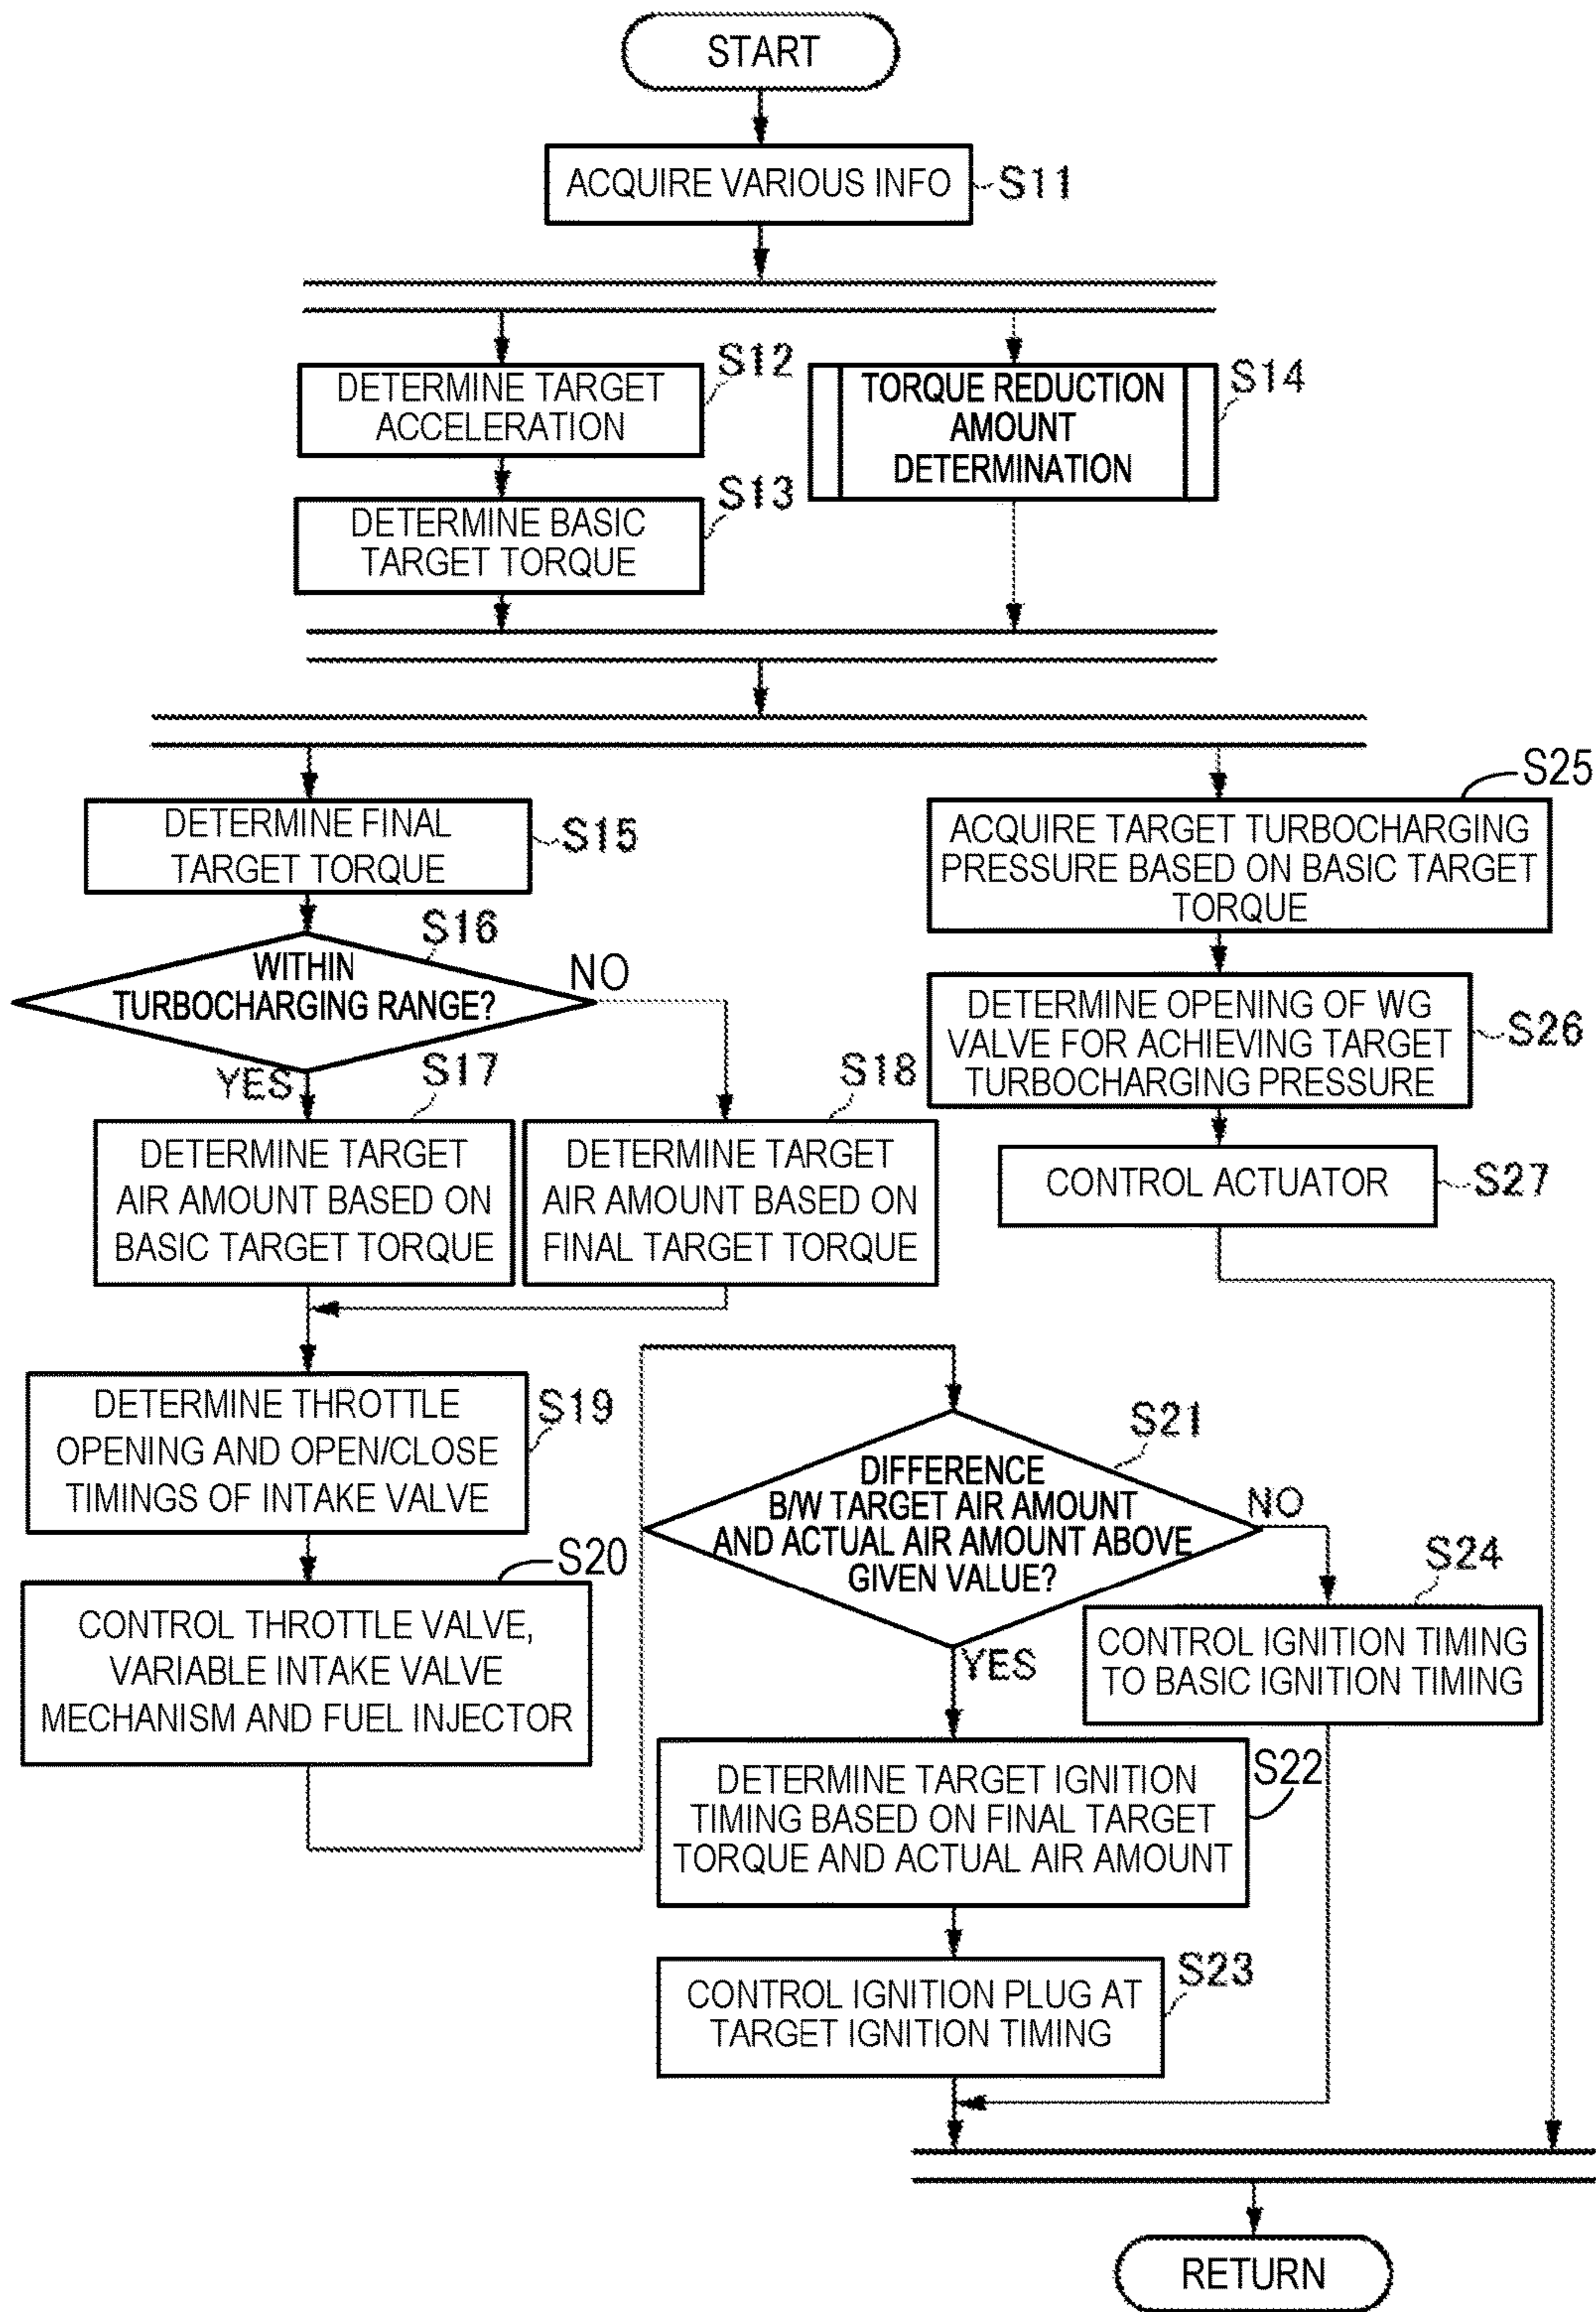 START
ACQUIRE VARIOUS INFO
S11
DETERMINE TARGET
ACCELERATION
S12
DETERMINE BASIC
TARGET TORQUE
S13
TORQUE REDUCTION
AMOUNT
DETERMINATION
S14
DETERMINE FINAL
TARGET TORQUE
S15
WITHIN
TURBOCHARGING RANGE?
S16
NO
YES
S17
DETERMINE TARGET
AIR AMOUNT BASED ON
BASIC TARGET TORQUE
S18
DETERMINE TARGET
AIR AMOUNT BASED ON
FINAL TARGET TORQUE
DETERMINE THROTTLE
OPENING AND OPEN/CLOSE
TIMINGS OF INTAKE VALVE
S19
S20
CONTROL THROTTLE VALVE,
VARIABLE INTAKE VALVE
MECHANISM AND FUEL INJECTOR
S21
DIFFERENCE
B/W TARGET AIR AMOUNT
AND ACTUAL AIR AMOUNT ABOVE
GIVEN VALUE?
NO
YES
S24
CONTROL IGNITION TIMING
TO BASIC IGNITION TIMING
DETERMINE TARGET IGNITION
TIMING BASED ON FINAL TARGET
TORQUE AND ACTUAL AIR AMOUNT
S22
CONTROL IGNITION PLUG AT
TARGET IGNITION TIMING
S23
S25
ACQUIRE TARGET TURBOCHARGING
PRESSURE BASED ON BASIC TARGET
TORQUE
DETERMINE OPENING OF WG
VALVE FOR ACHIEVING TARGET
TURBOCHARGING PRESSURE
S26
CONTROL ACTUATOR
S27
RETURN